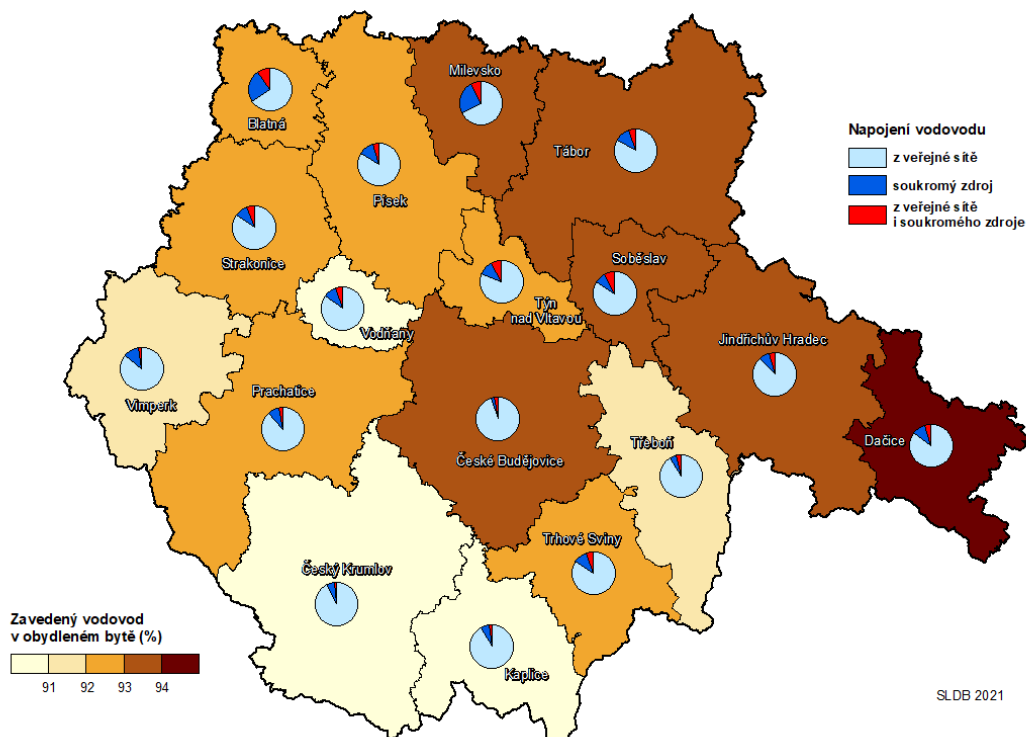 Milevsko
Blatná
Tábor
Písek
Strakonice
Soběslav
Týn
nad Vltavou
Vodňany
Jindřichův Hradec
Vimperk
Prachatice
Třeboň
Dačice
České Budějovice
Trhové Sviny
Český Krumlov
Kaplice
Napojení vodovodu
z veřejné sítě
soukromý zdroj
z veřejné sítě
i soukromého zdroje
Zavedený vodovod
v obydleném bytě (%)
91 92 93 94
SLDB 2021